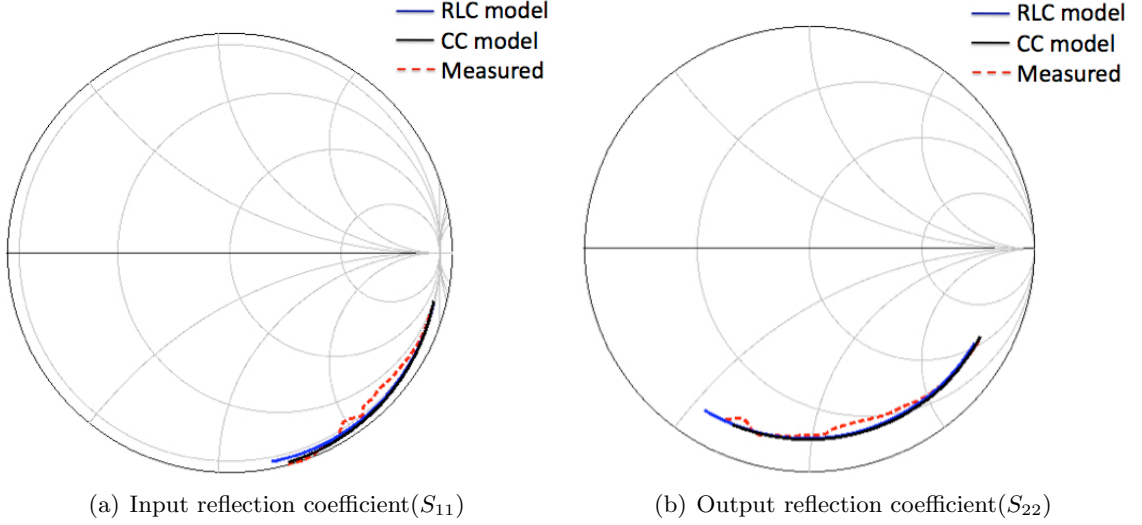 RLC model
CC model
Measured
RLC model
CC model
Measured
(a) Input reflection coefficient(S11)
(b) Output reflection coefficient(S22)